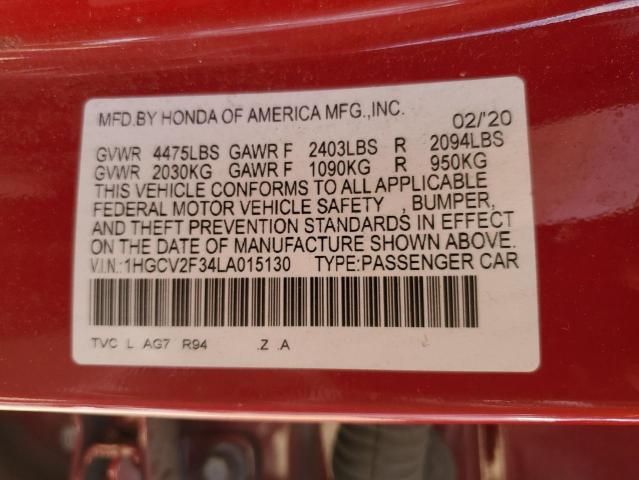 MFD.BY HONDA OF AMERICA MFG.,INC. 02/'20
GVWR 4475LBS GAWR F 2403LBS R 2094LBS
GVWR 2030KG GAWR F 1090KG R 950KG
THIS VEHICLE CONFORMS TO ALL APPLICABLE
FEDERAL MOTOR VEHICLE SAFETY , BUMPER,
AND THEFT PREVENTION STANDARDS IN EFFECT
ON THE DATE OF MANUFACTURE SHOWN ABOVE.
V.I.N.:1HGCV2F34LA015130 TYPE:PASSENGER CAR
TVC L AG7 R94 .Z .A